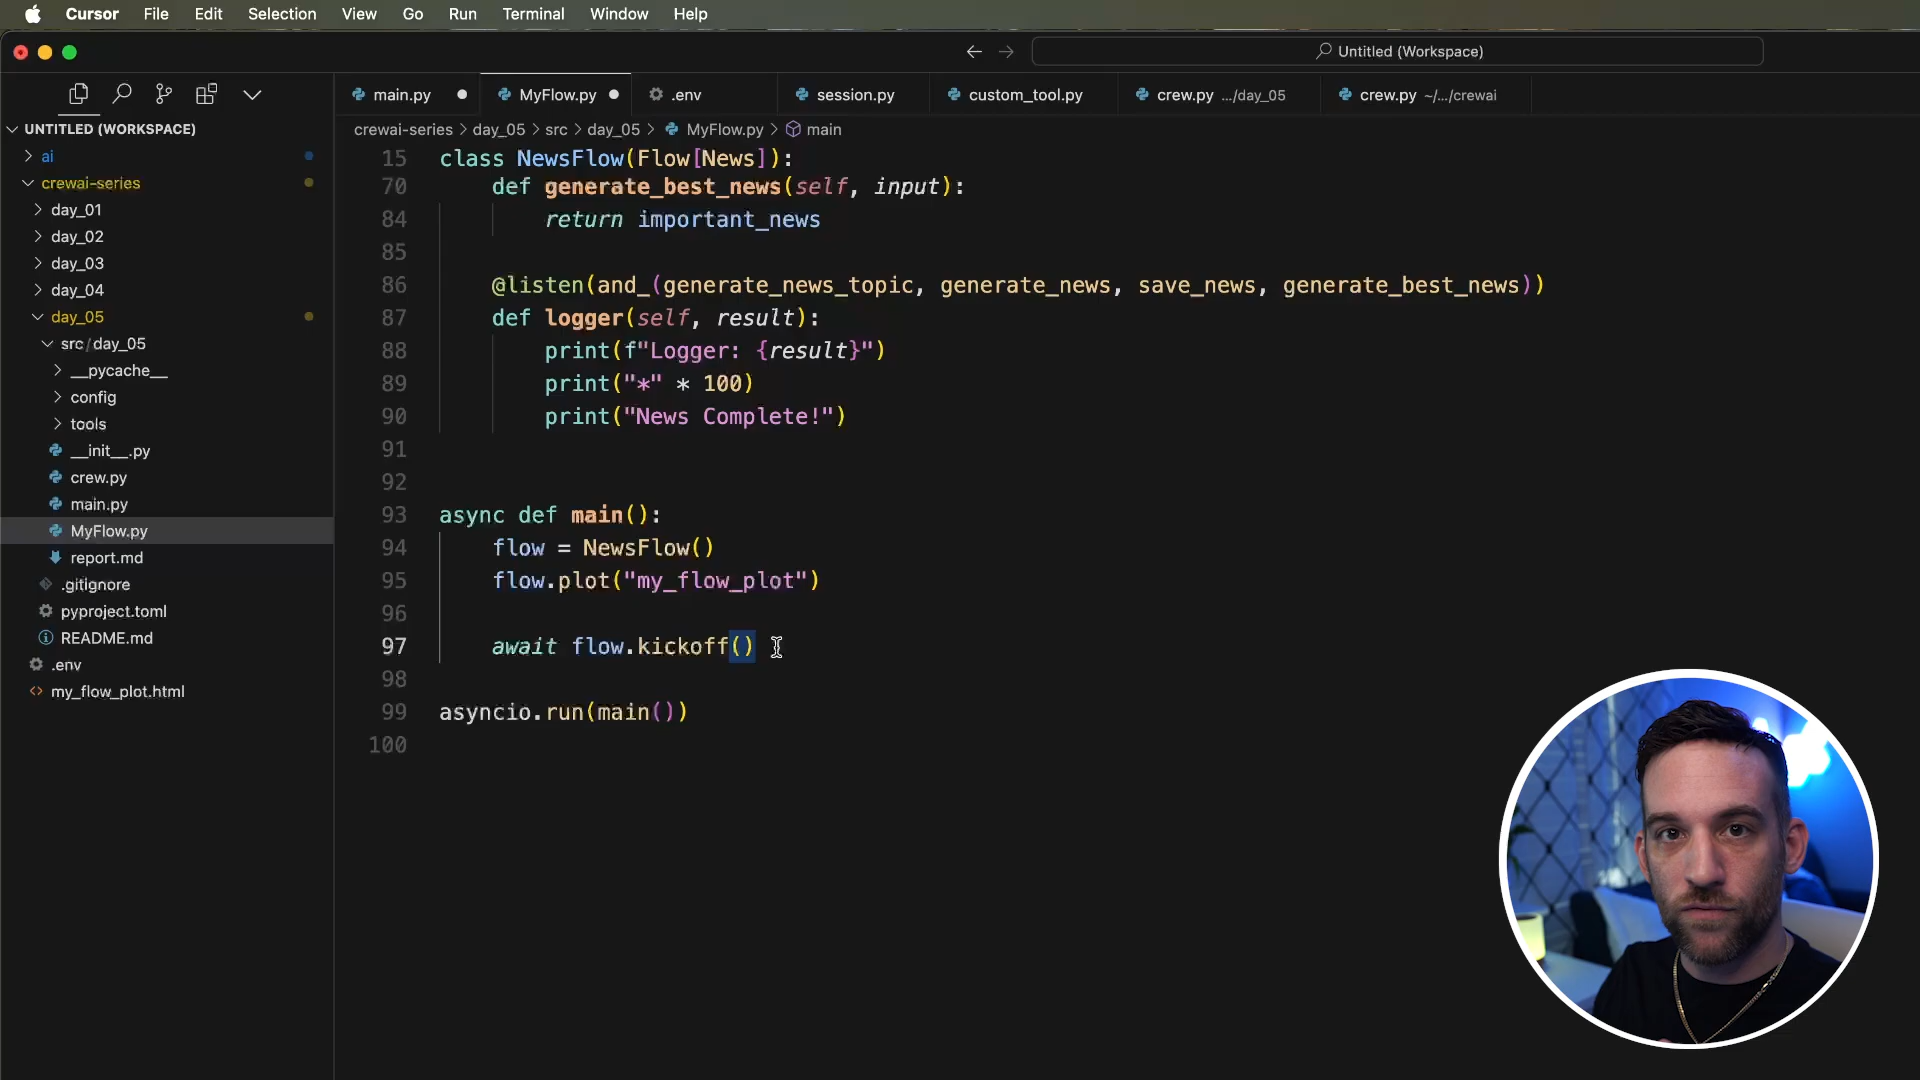 Cursor File Edit Selection View Go Run Terminal Window Help
Untitled (Workspace)
main.py MyFlow.py .env session.py custom_tool.py crew.py .../day_05 crew.py ~/.../crewai
UNTITLED (WORKSPACE)
ai
crewai-series
day_01
day_02
day_03
day_04
day_05
src/day_05
__pycache__
config
tools
__init__.py
crew.py
main.py
MyFlow.py
report.md
.gitignore
pyproject.toml
README.md
.env
my_flow_plot.html
crewai-series > day_05 > src > day_05 > MyFlow.py > main
15 class NewsFlow(Flow[News]):
70 def generate_best_news(self, input):
84 return important_news
85
86 @listen(and_(generate_news_topic, generate_news, save_news, generate_best_news))
87 def logger(self, result):
88 print(f"Logger: {result}")
89 print("*" * 100)
90 print("News Complete!")
91
92
93 async def main():
94 flow = NewsFlow()
95 flow.plot("my_flow_plot")
96
97 await flow.kickoff()
98
99 asyncio.run(main())
100